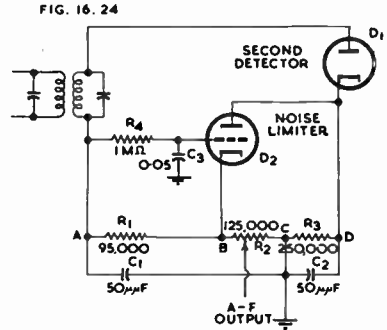 FIG. 16.24
D1
SECOND
DETECTOR
NOISE
LIMITER
R4
1MΩ
C3
0·05
D2
A
R1
95,000
B
125,000
R2
C
R3
250,000
D
C1
50μμF
C2
50μμF
A-F
OUTPUT